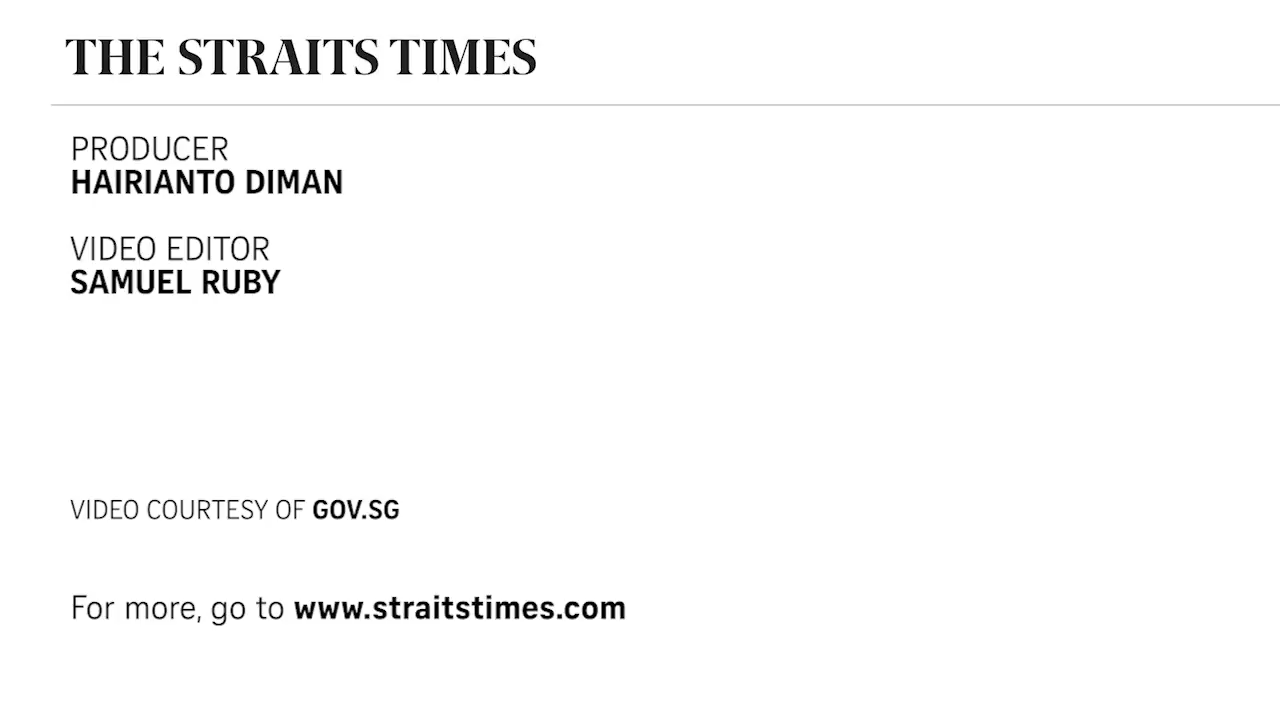 THE STRAITS TIMES
PRODUCER
HAIRIANTO DIMAN
VIDEO EDITOR
SAMUEL RUBY
VIDEO COURTESY OF GOV.SG
For more, go to www.straitstimes.com